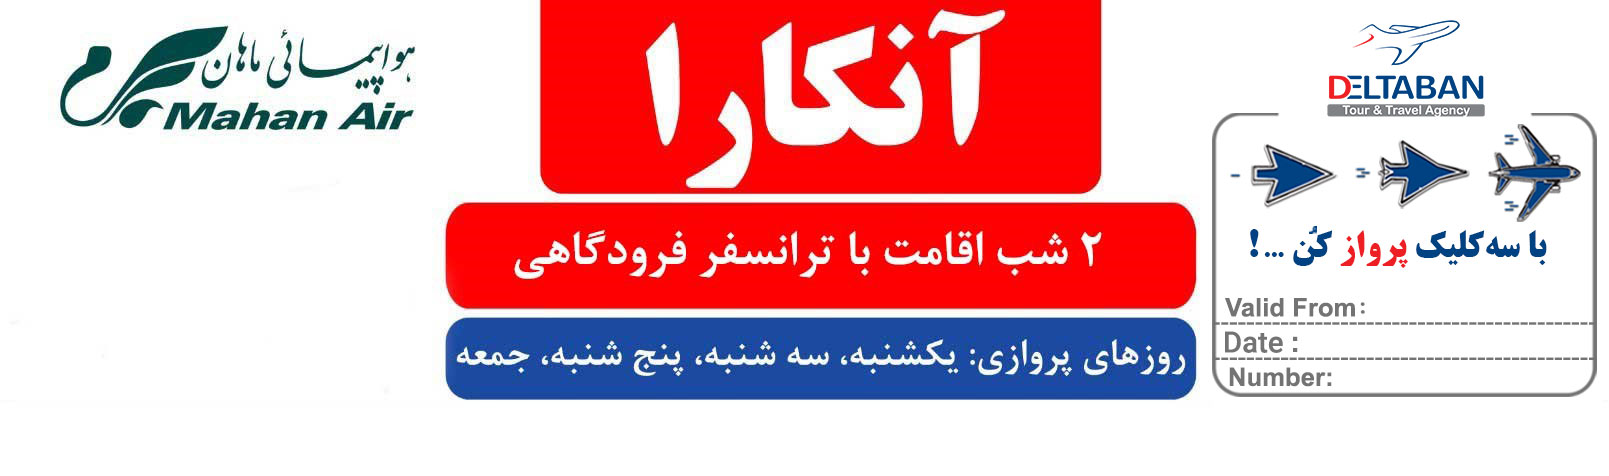 هواپیمائی ماهان
Mahan Air
آنکارا
۲ شب اقامت با ترانسفر فرودگاهی
روزهای پروازی: یکشنبه، سه شنبه، پنج شنبه، جمعه
DELTABAN
Tour & Travel Agency
با سه کلیک پرواز کُن ...!
Valid From:
Date :
Number: